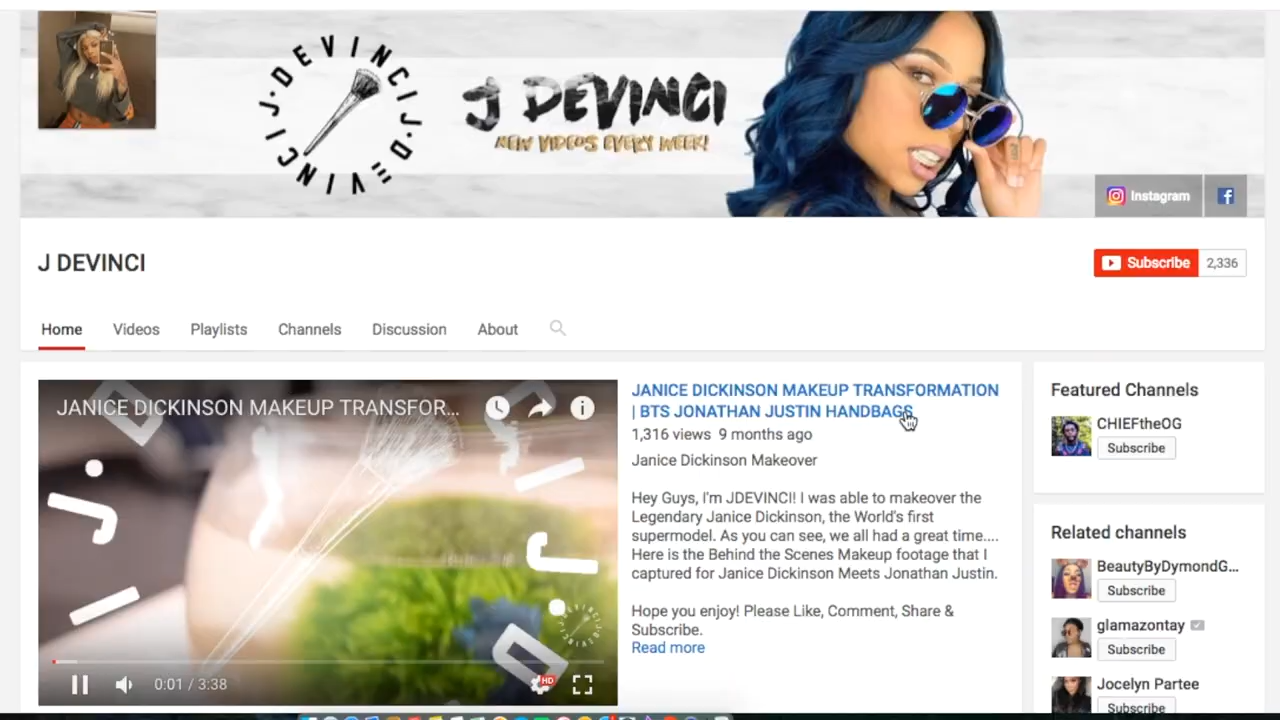 J·DEVINCI J·DEVINCI
J DEVINCI
NEW VIDEOS EVERY WEEK!
Instagram
f
J DEVINCI
Subscribe 2,336
Home Videos Playlists Channels Discussion About
JANICE DICKINSON MAKEUP TRANSFOR...
0:01 / 3:38
HD
JANICE DICKINSON MAKEUP TRANSFORMATION
| BTS JONATHAN JUSTIN HANDBAGS
1,316 views 9 months ago
Janice Dickinson Makeover
Hey Guys, I'm JDEVINCI! I was able to makeover the
Legendary Janice Dickinson, the World's first
supermodel. As you can see, we all had a great time....
Here is the Behind the Scenes Makeup footage that I
captured for Janice Dickinson Meets Jonathan Justin.
Hope you enjoy! Please Like, Comment, Share &
Subscribe.
Read more
Featured Channels
CHIEFtheOG
Subscribe
Related channels
BeautyByDymondG...
Subscribe
glamazontay
Subscribe
Jocelyn Partee
Subscribe